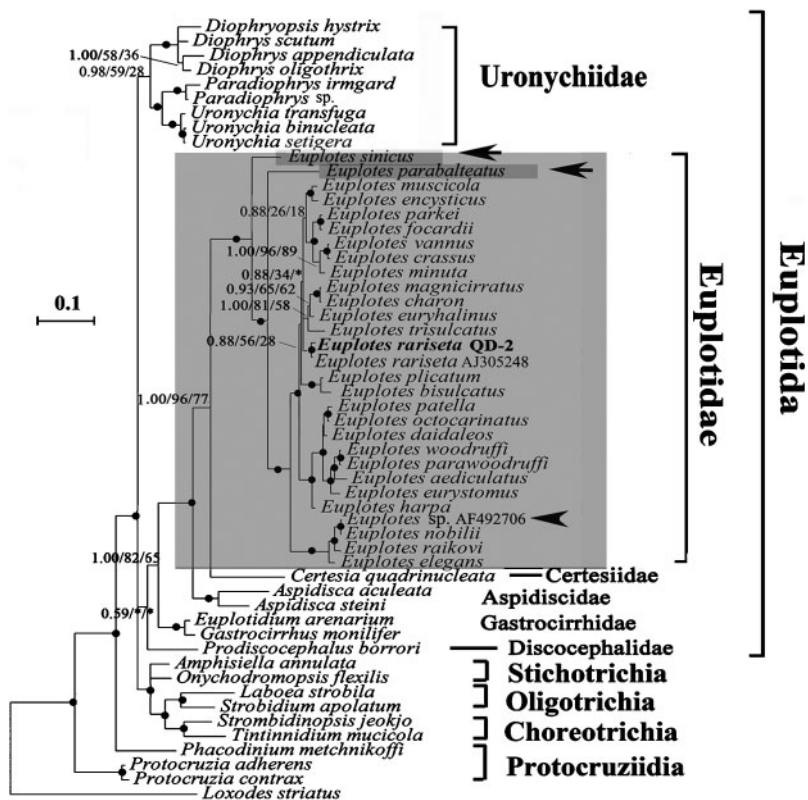 Diophryopsis hystrix
Diophrys scutum
Diophrys appendiculata
1.00/58/36
0.98/59/28
Diophrys oligothrix
Paradiophrys irmgard
Paradiophrys sp.
Uronychia transfuga
Uronychia binucleata
Uronychia setigera
Uronychiidae
Euplotes sinicus
Euplotes parabalteatus
Euplotes muscicola
Euplotes encysticus
0.88/26/18
Euplotes parkei
Euplotes focardii
Euplotes vannus
1.00/96/89
Euplotes crassus
Euplotes minuta
0.88/34/*
0.93/65/62
Euplotes magnicirratus
Euplotes charon
1.00/81/58
Euplotes euryhalinus
Euplotes trisulcatus
0.1
0.88/56/28
Euplotes rariseta QD-2
Euplotes rariseta AJ305248
Euplotes plicatum
Euplotes bisulcatus
1.00/96/77
Euplotes patella
Euplotes octocarinatus
Euplotes daidaleos
Euplotes woodruffi
Euplotes parawoodruffi
Euplotes aediculatus
Euplotes eurystomus
Euplotes harpa
Euplotes sp. AF492706
Euplotes nobilii
Euplotes raikovi
Euplotes elegans
Euplotidae
Euplotida
1.00/82/65
Certesia quadrinucleata
Certesiidae
Aspidisca aculeata
Aspidisca steini
Aspidiscidae
0.59/*/*
Euplotidium arenarium
Gastrocirrhus monilifer
Gastrocirrhidae
Prodiscocephalus borrori
Discocephalidae
Amphisiella annulata
Onychodromopsis flexilis
Stichotrichia
Laboea strobila
Strobidium apolatum
Oligotrichia
Strombidinopsis jeokjo
Tintinnidium mucicola
Choreotrichia
Phacodinium metchnikoffi
Protocruzia adherens
Protocruzia contrax
Protocruziidia
Loxodes striatus